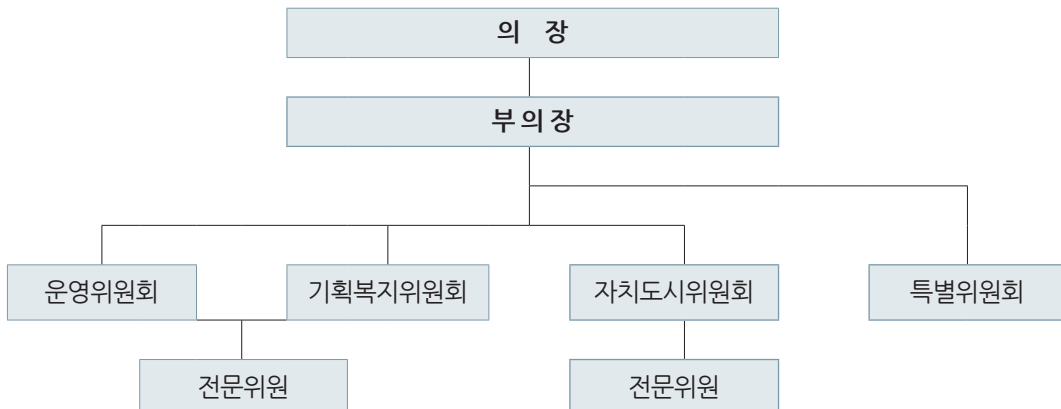 의 장
부 의 장
운영위원회 기획복지위원회 자치도시위원회 특별위원회
전문위원 전문위원